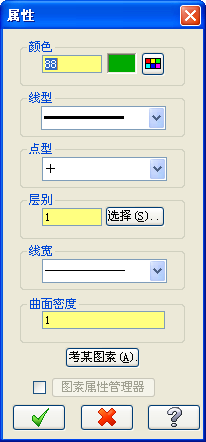 属性
颜色
88
线型
点型
层别
1
选择(S)..
线宽
曲面密度
1
考某图素(A).
图素属性管理器